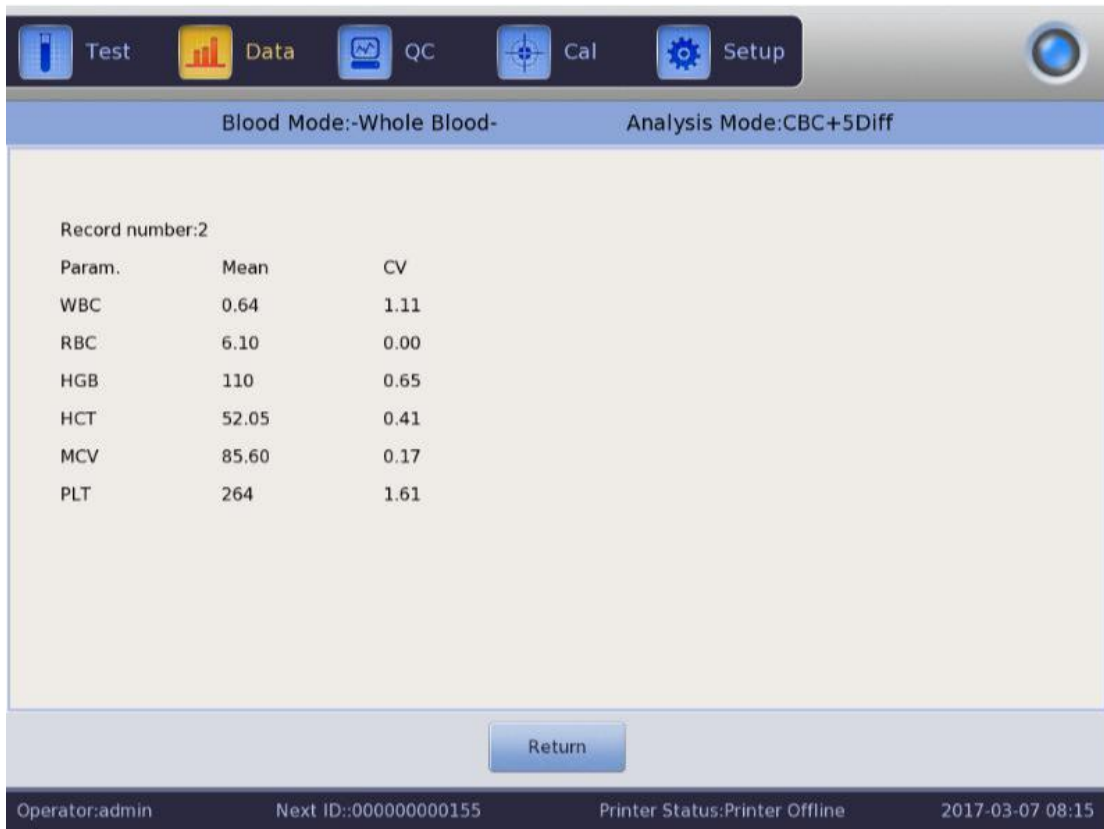 Test Data QC Cal Setup
Blood Mode:-Whole Blood- Analysis Mode:CBC+5Diff
Record number:2
Param. Mean CV
WBC 0.64 1.11
RBC 6.10 0.00
HGB 110 0.65
HCT 52.05 0.41
MCV 85.60 0.17
PLT 264 1.61
Return
Operator:admin Next ID::000000000155 Printer Status:Printer Offline 2017-03-07 08:15